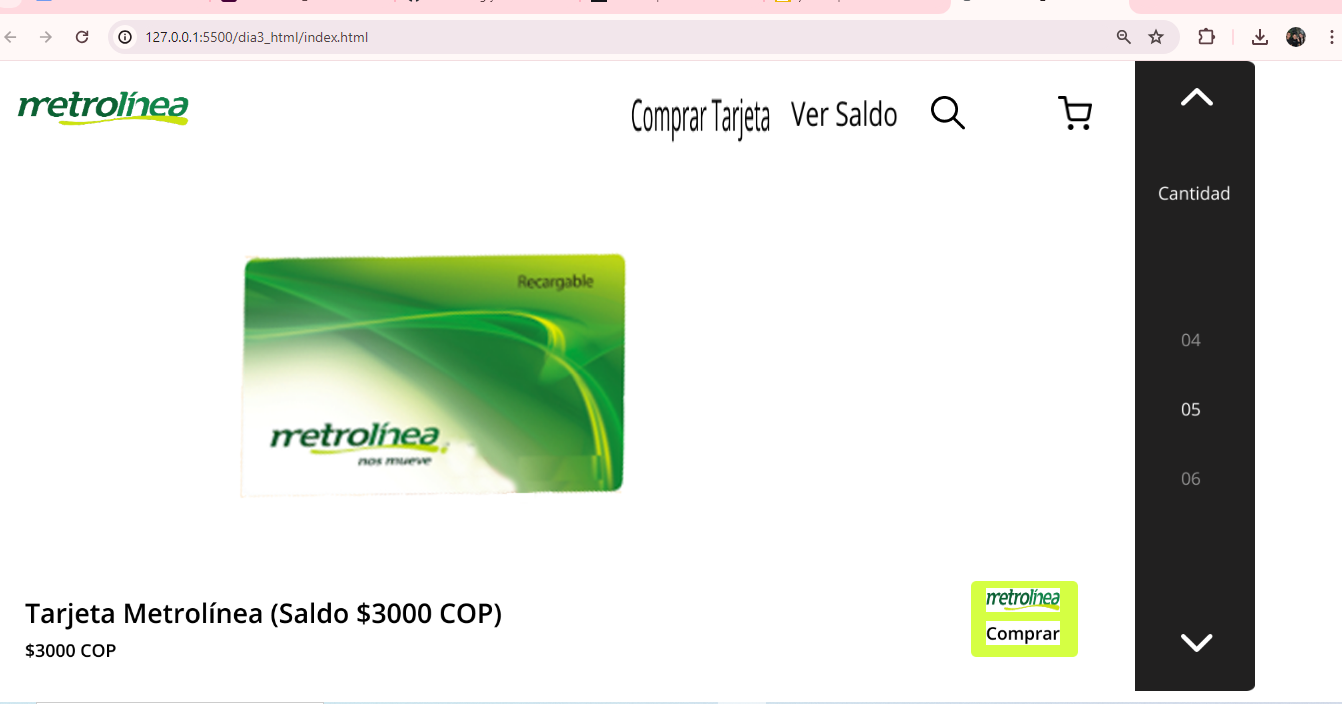 127.0.0.1:5500/dia3_html/index.html
metrolínea
Comprar Tarjeta
Ver Saldo
Cantidad
Recargable
04
05
06
metrolínea
nos mueve
Tarjeta Metrolínea (Saldo $3000 COP)
$3000 COP
metrolínea
Comprar